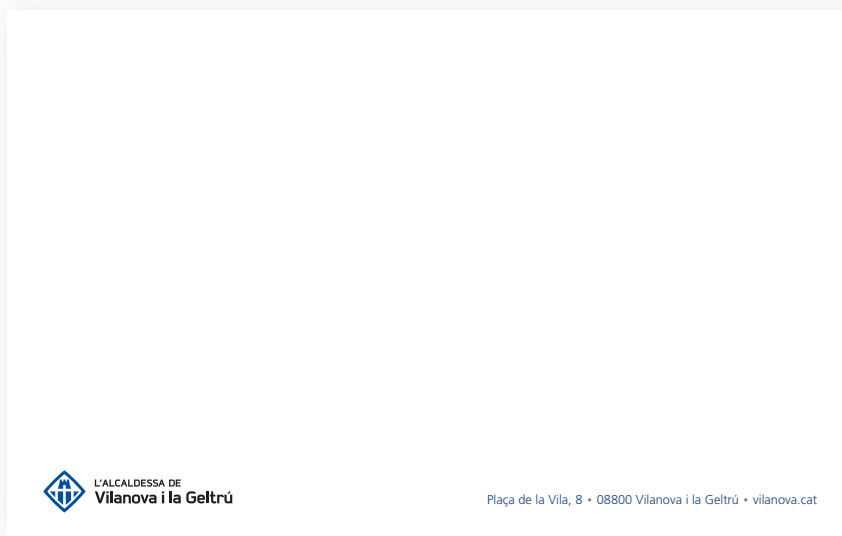 L'ALCALDESSA DE
Vilanova i la Geltrú
Plaça de la Vila, 8 • 08800 Vilanova i la Geltrú • vilanova.cat